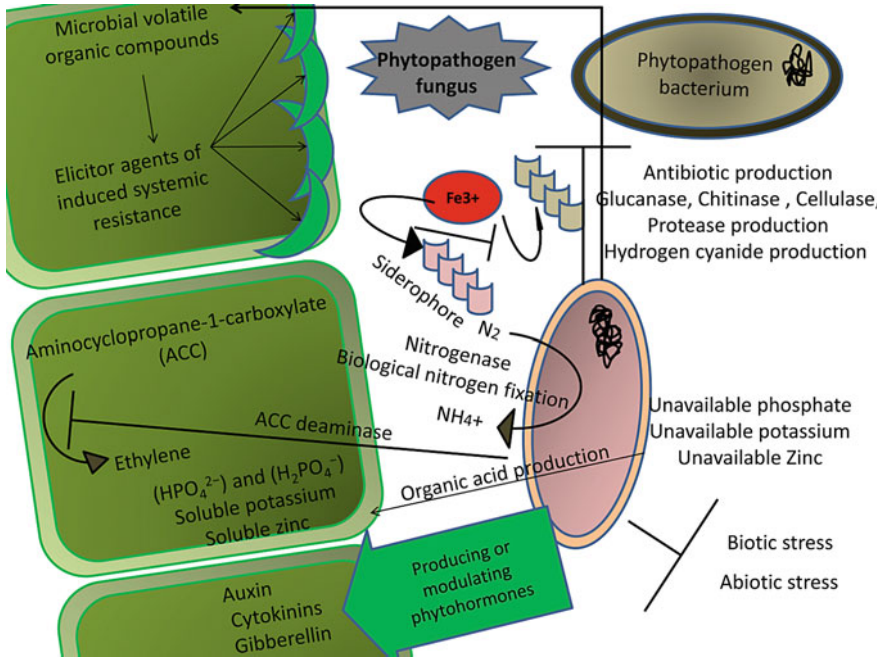 Microbial volatile
organic compounds
Elicitor agents of
induced systemic
resistance
Phytopathogen
fungus
Phytopathogen
bacterium
Fe3+
Siderophore
Antibiotic production
Glucanase, Chitinase , Cellulase,
Protease production
Hydrogen cyanide production
N2
Nitrogenase
Biological nitrogen fixation
NH4+
Aminocyclopropane-1-carboxylate
(ACC)
ACC deaminase
Ethylene
(HPO₄²⁻) and (H₂PO₄⁻)
Soluble potassium
Soluble zinc
Organic acid production
Unavailable phosphate
Unavailable potassium
Unavailable Zinc
Biotic stress
Abiotic stress
Producing or
modulating
phytohormones
Auxin
Cytokinins
Gibberellin